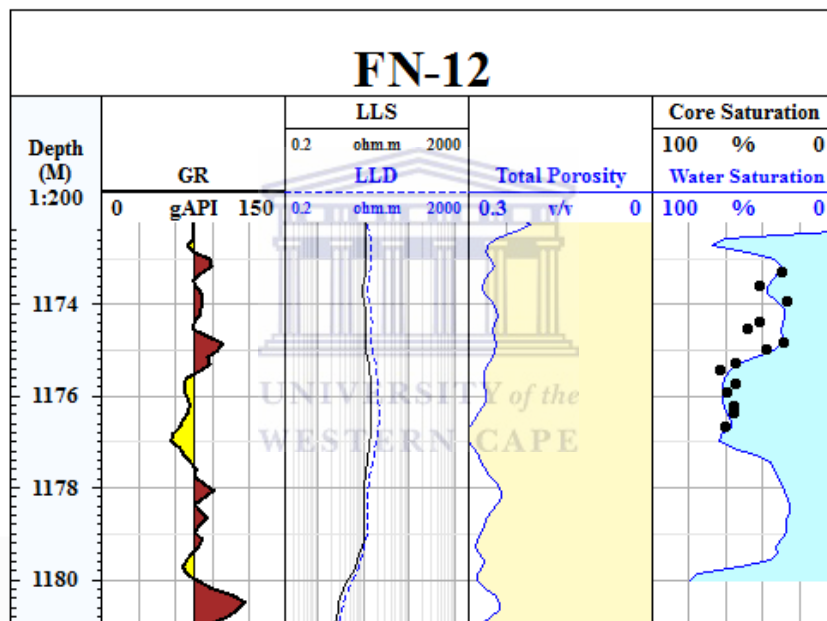 FN-12
LLS
Core Saturation
0.2 ohm.m 2000
100 % 0
Depth
(M)
1:200
GR
LLD
Total Porosity
Water Saturation
0 gAPI 150
0.2 ohm.m 2000
0.3 v/v 0
100 % 0
1174
1176
UNIVERSITY of the
WESTERN CAPE
1178
1180